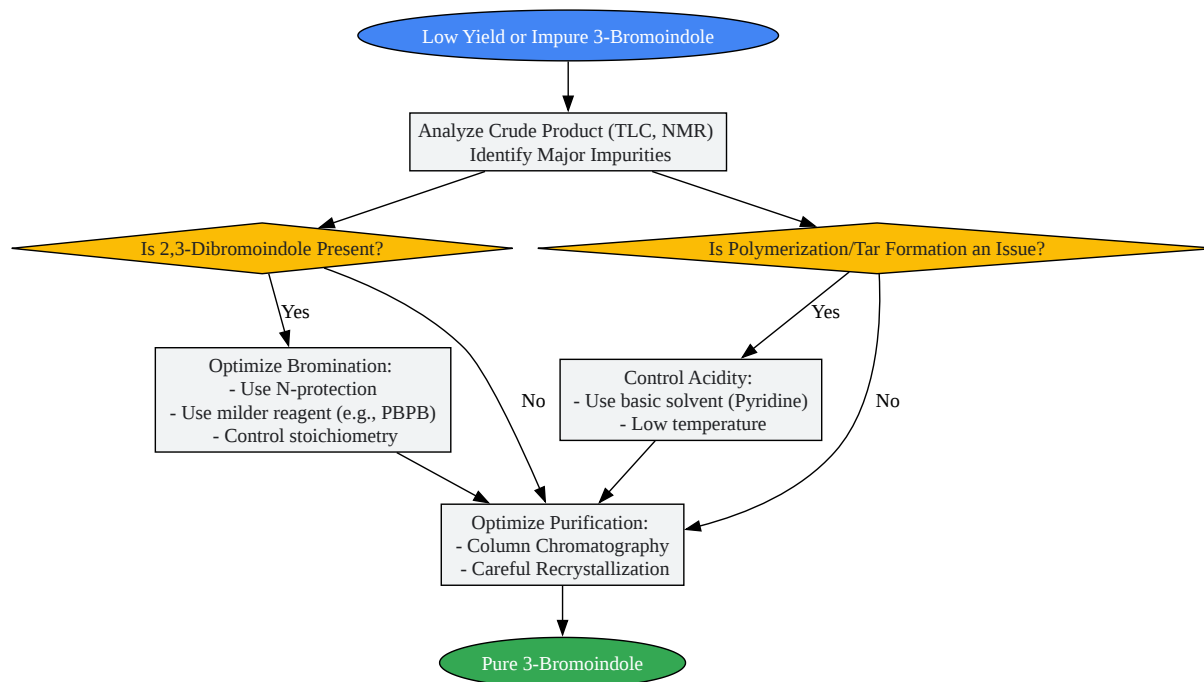 Low Yield or Impure 3-Bromoindole
Analyze Crude Product (TLC, NMR)
Identify Major Impurities
Is 2,3-Dibromoindole Present?
Is Polymerization/Tar Formation an Issue?
Yes
Yes
Optimize Bromination:
- Use N-protection
- Use milder reagent (e.g., PBPB)
- Control stoichiometry
No
Control Acidity:
- Use basic solvent (Pyridine)
- Low temperature
No
Optimize Purification:
- Column Chromatography
- Careful Recrystallization
Pure 3-Bromoindole